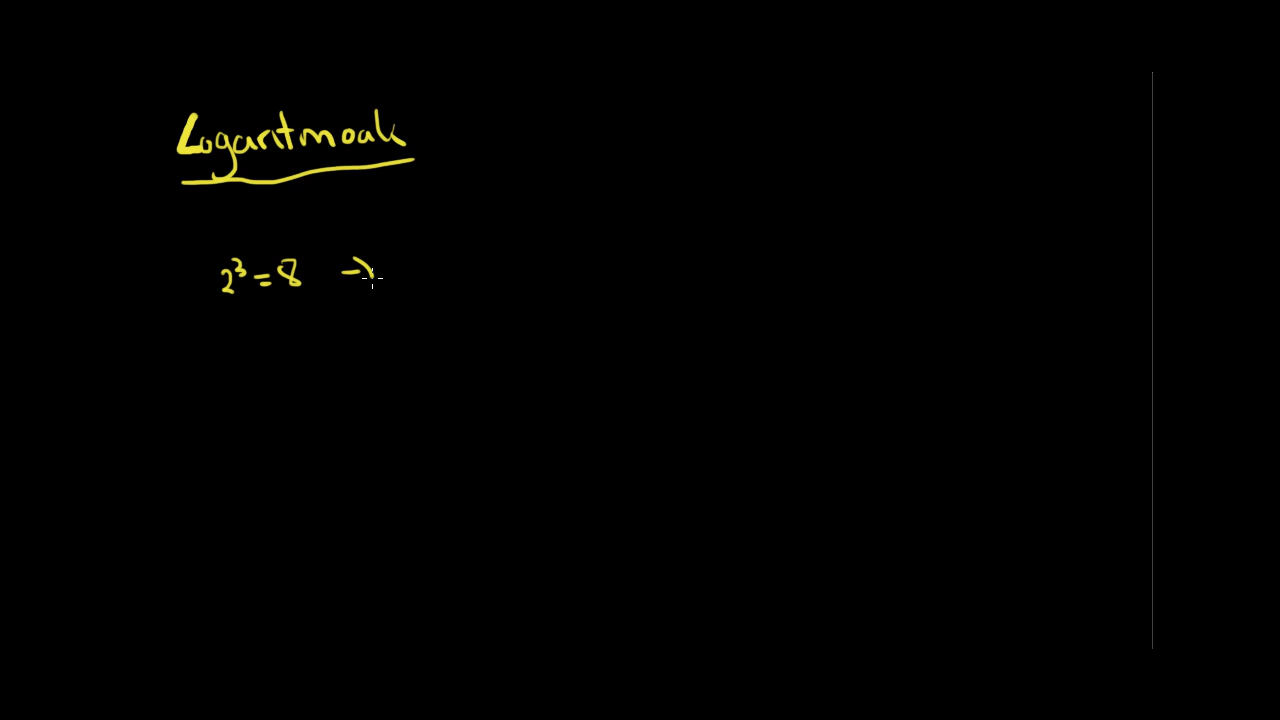 Logaritmoak
2³ = 8 →